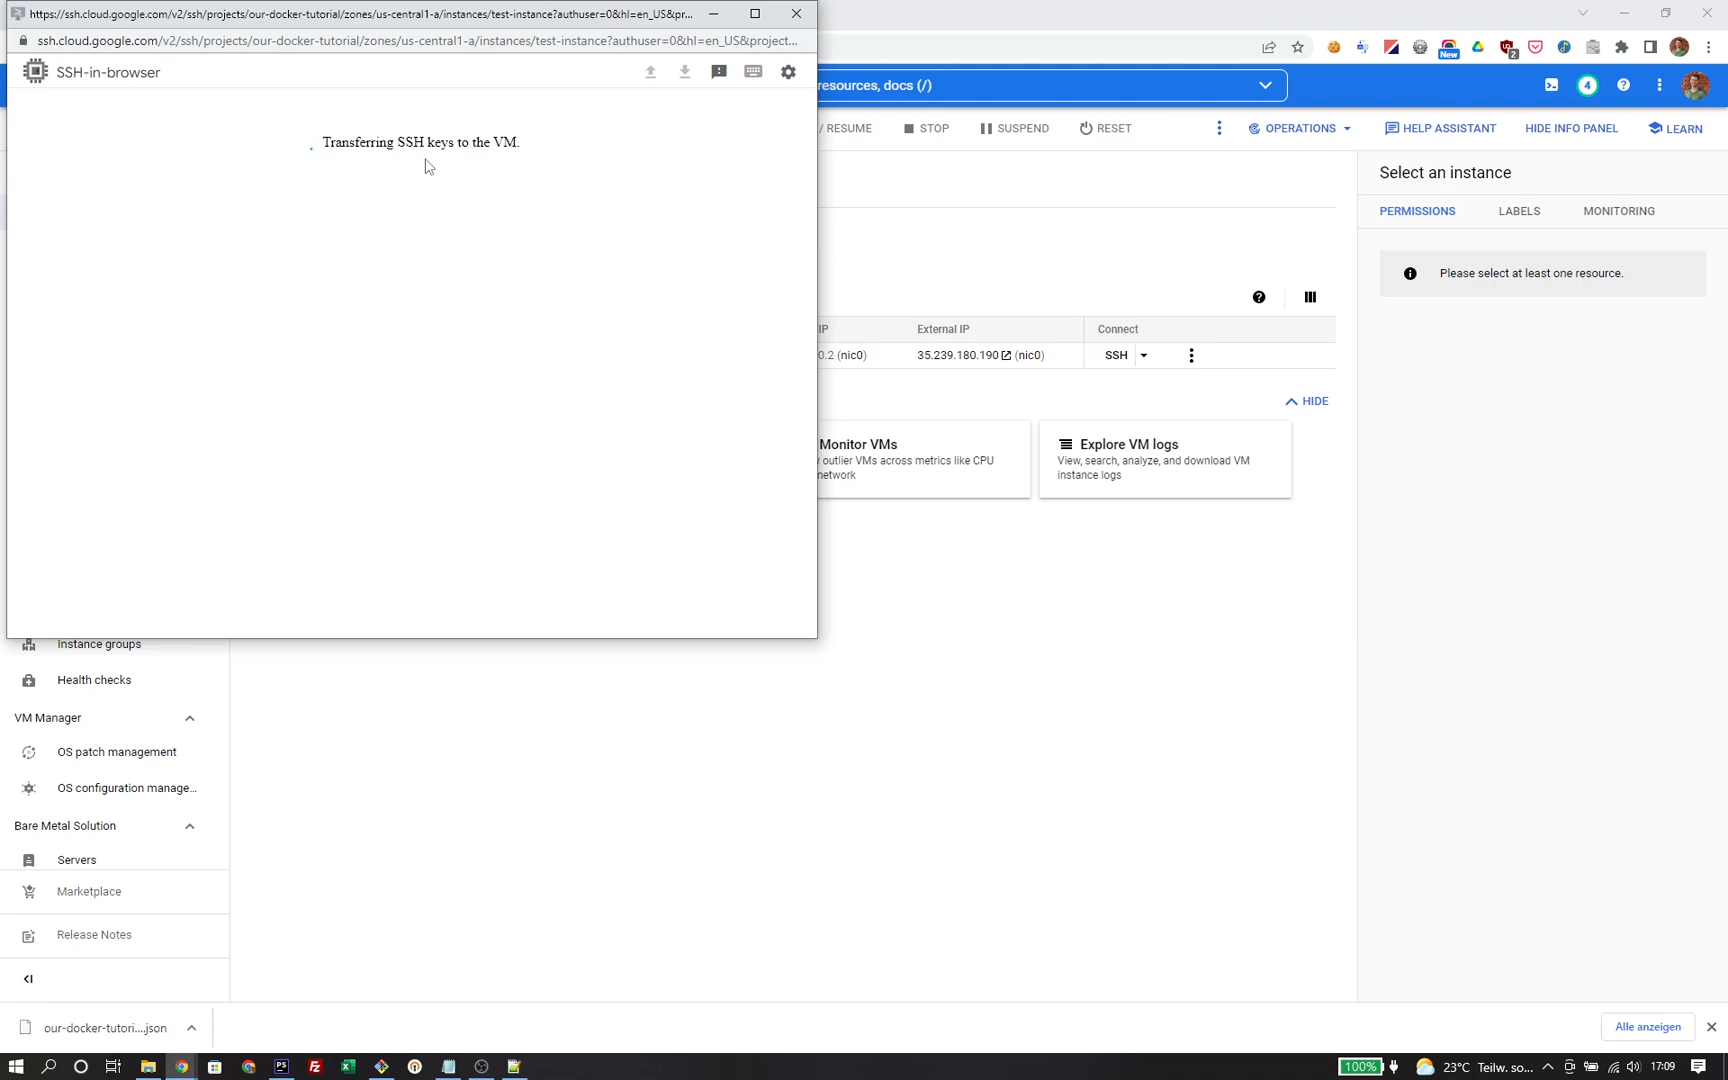 https://ssh.cloud.google.com/v2/ssh/projects/our-docker-tutorial/zones/us-central1-a/instances/test-instance?authuser=0&hl=en_US&pr...
ssh.cloud.google.com/v2/ssh/projects/our-docker-tutorial/zones/us-central1-a/instances/test-instance?authuser=0&hl=en_US&project...
New
2
SSH-in-browser
resources, docs (/)
4
/ RESUME
STOP
SUSPEND
RESET
OPERATIONS
HELP ASSISTANT
HIDE INFO PANEL
LEARN
Transferring SSH keys to the VM.
Select an instance
PERMISSIONS
LABELS
MONITORING
Please select at least one resource.
IP
External IP
Connect
0.2 (nic0)
35.239.180.190 (nic0)
SSH
HIDE
Monitor VMs
outlier VMs across metrics like CPU
network
Explore VM logs
View, search, analyze, and download VM
instance logs
Instance groups
Health checks
VM Manager
OS patch management
OS configuration manage...
Bare Metal Solution
Servers
Marketplace
Release Notes
our-docker-tutori....json
Alle anzeigen
PS
100%
23°C Teilw. so...
17:09